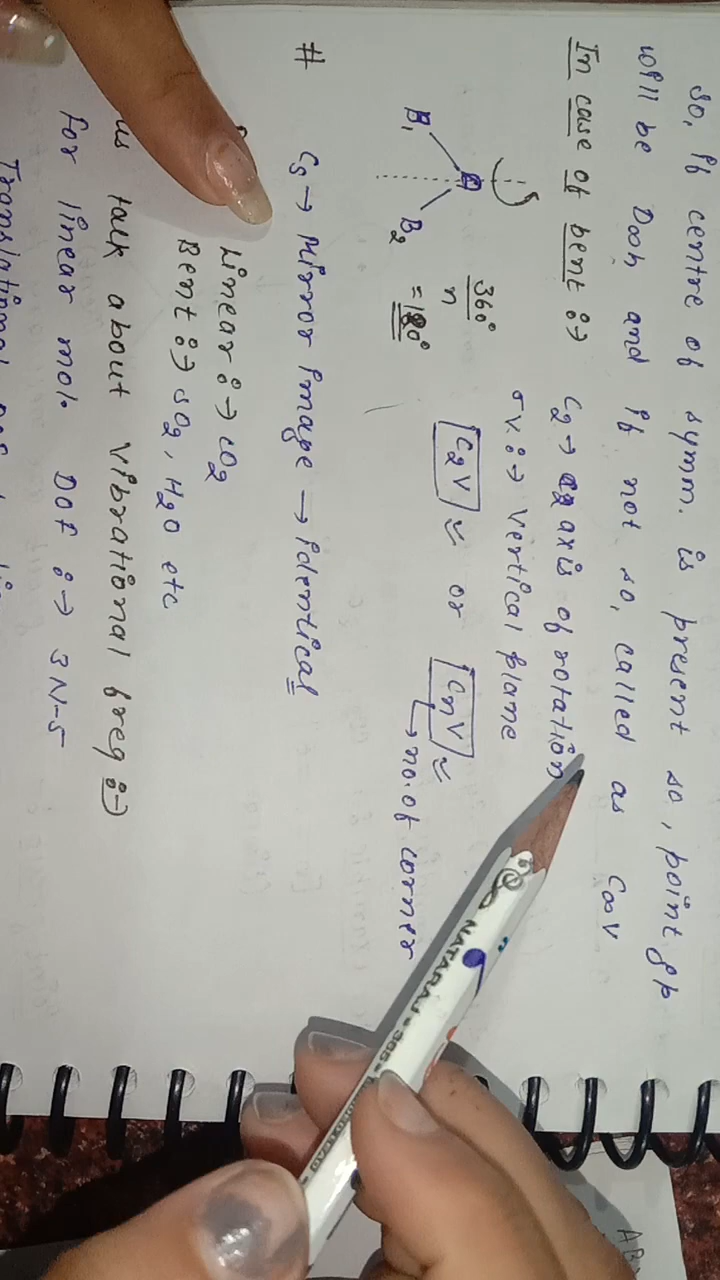 so, if centre of symm. is present so, point gp
will be D∞h and if not so, called as C∞v
In case of bent :→
C2 → axis of rotation
σv :→ vertical plane
B1
B2
360°
n
= 180°
C2V or CnV
→ no. of corner
# Cs → Mirror image → identical
Linear :→ CO2
Bent :→ SO2, H2O etc
us talk about vibrational freq :→
for linear mol. DOF :→ 3N-5
Translational
NATARAJ